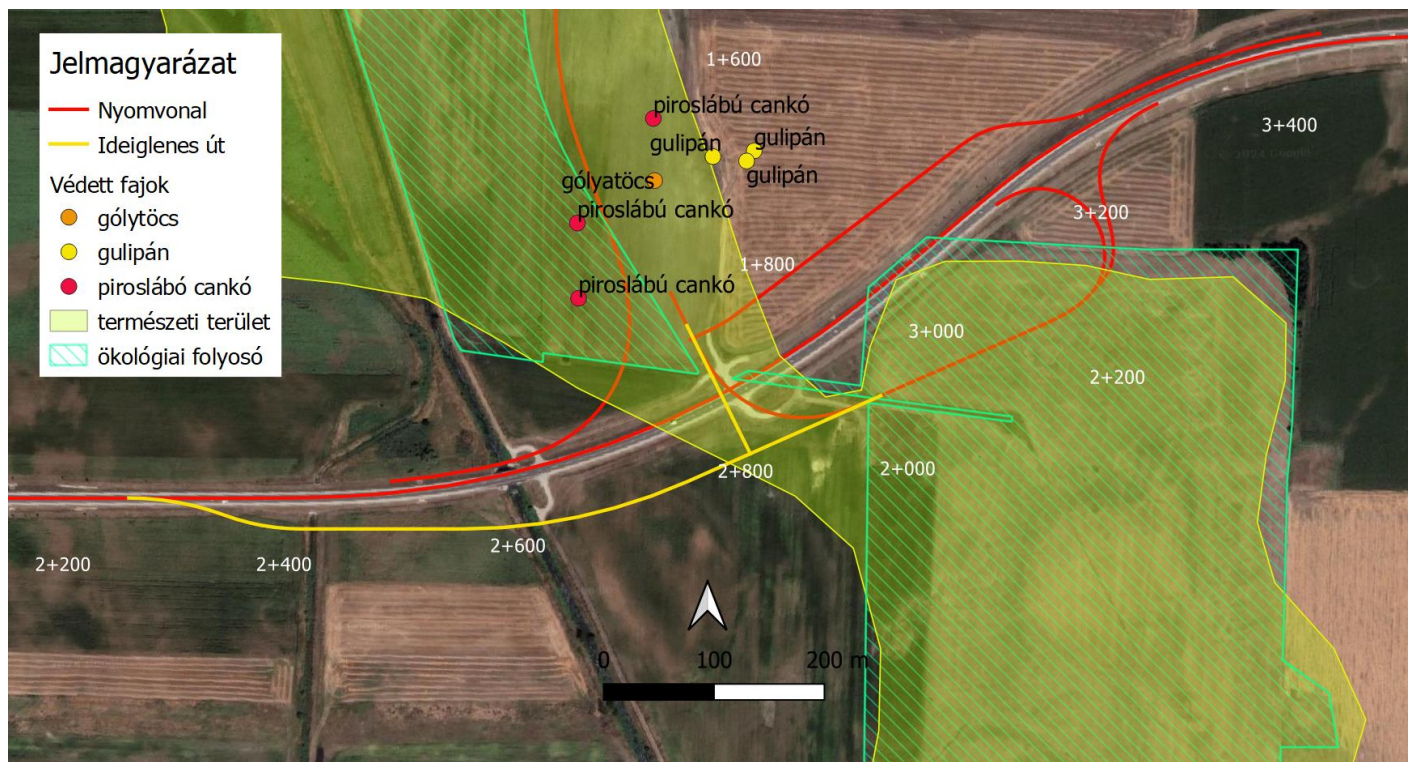 Jelmagyarázat
Nyomvonal
Ideiglenes út
Védett fajok
gólytöcs
gulipán
piroslábó cankó
természeti terület
ökológiai folyosó
1+600
piroslábú cankó
gulipán
gulipán
gulipán
gólyatöcs
piroslábú cankó
3+400
3+200
1+800
piroslábú cankó
3+000
2+200
2+800
2+000
2+600
2+400
2+200
0 100 200 m